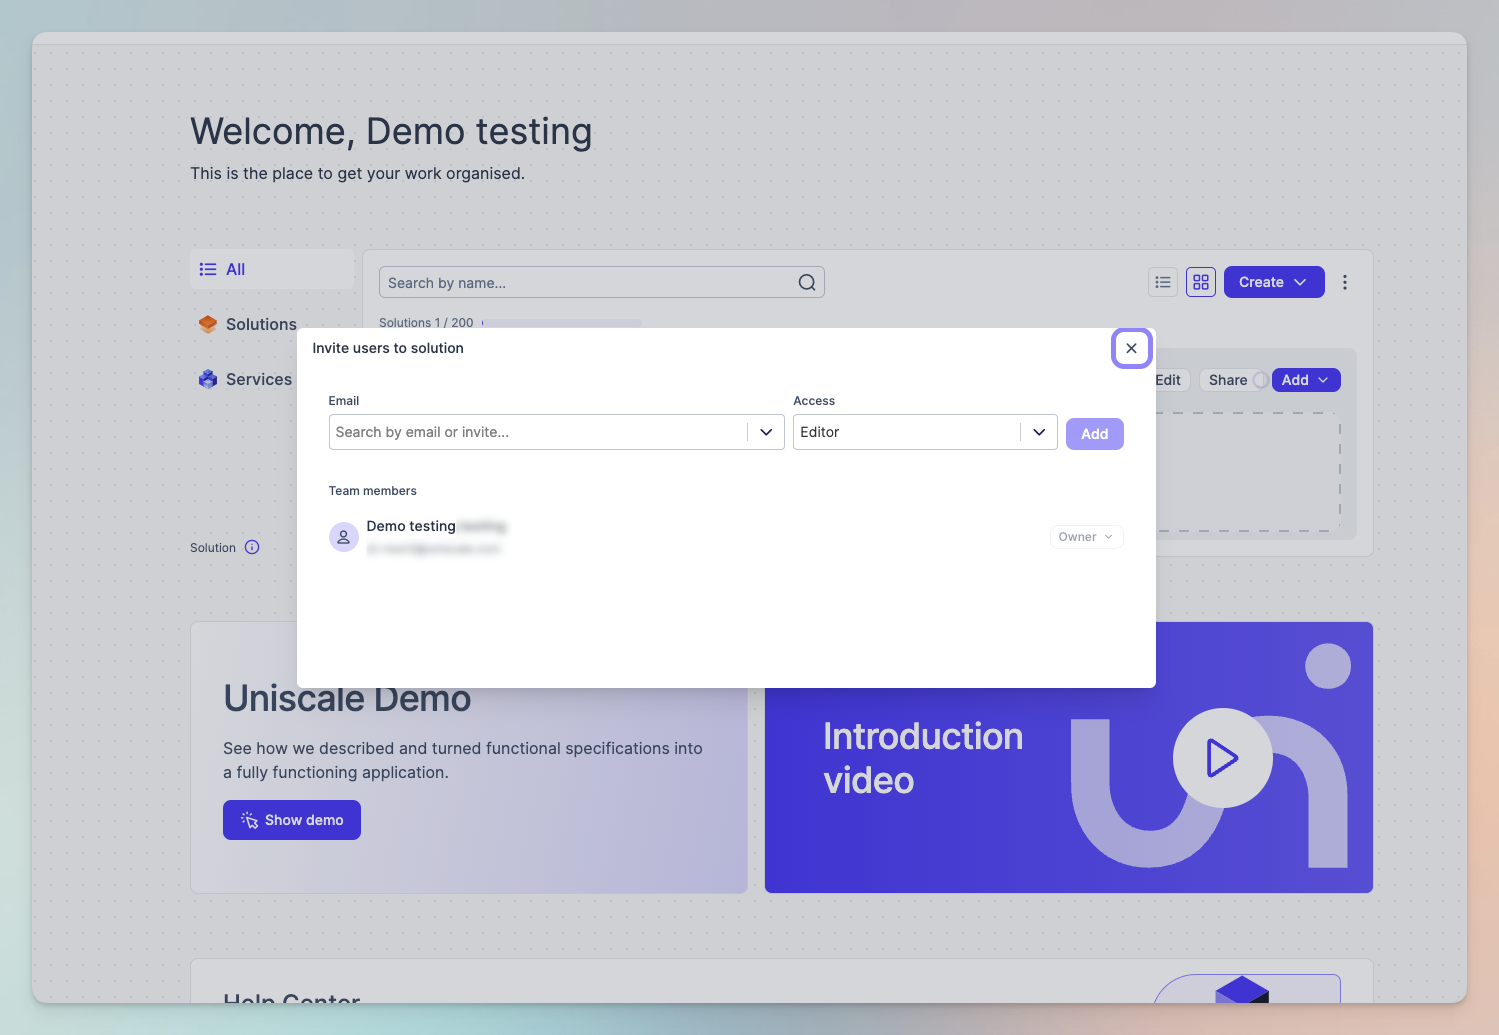 Welcome, Demo testing
This is the place to get your work organised.
All
Solutions
Services
Search by name...
Create
Solutions 1 / 200
Edit
Share
Add
Invite users to solution
Email
Access
Search by email or invite...
Editor
Add
Team members
Demo testing
Owner
Solution
Uniscale Demo
See how we described and turned functional specifications into
a fully functioning application.
Show demo
Introduction
video
Help Center